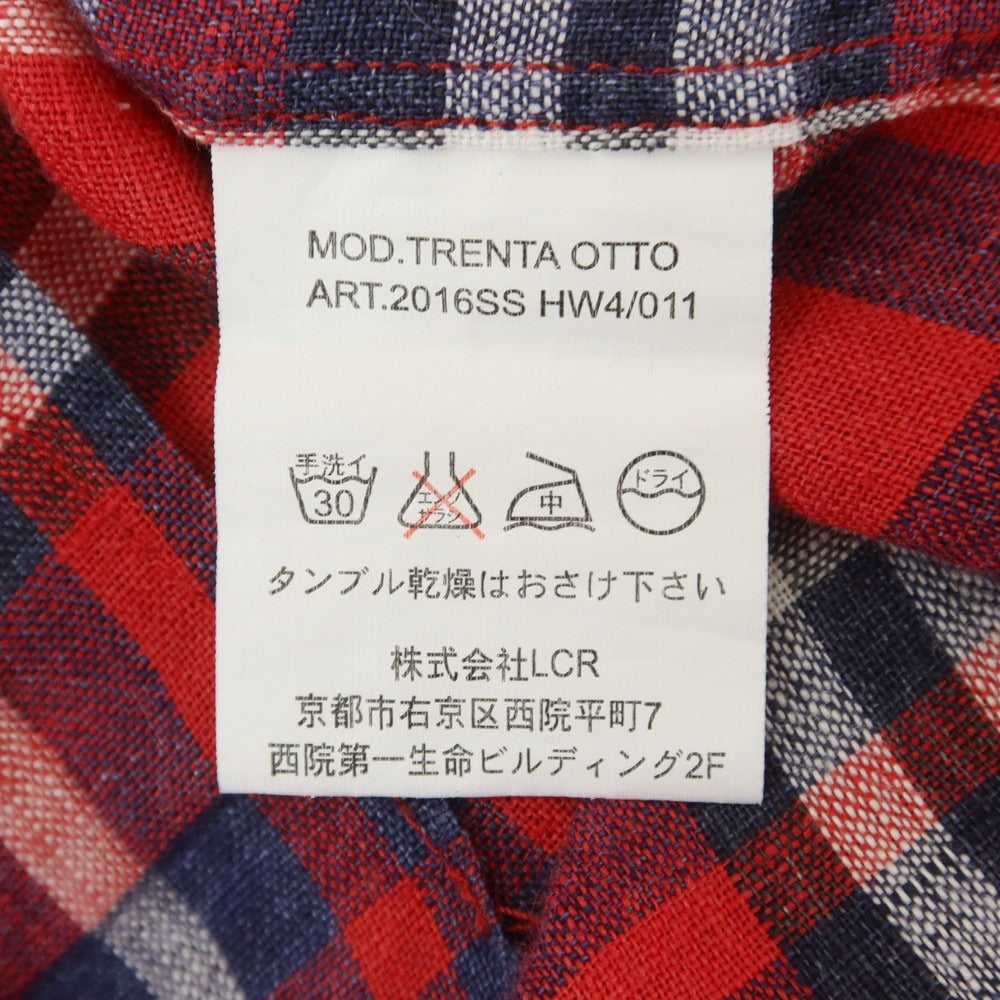 MOD.TRENTA OTTO
ART.2016SS HW4/011
手洗イ
30
エンソ
サラシ
中
ドライ
タンブル乾燥はおさけ下さい
株式会社LCR
京都市右京区西院平町7
西院第一生命ビルディング2F